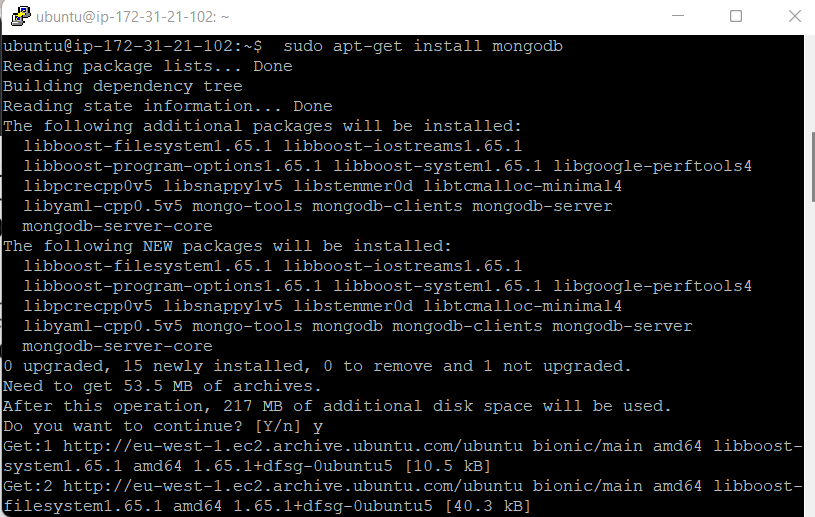 ubuntu@ip-172-31-21-102: ~
ubuntu@ip-172-31-21-102:~$  sudo apt-get install mongodb
Reading package lists... Done
Building dependency tree
Reading state information... Done
The following additional packages will be installed:
  libboost-filesystem1.65.1 libboost-iostreams1.65.1
  libboost-program-options1.65.1 libboost-system1.65.1 libgoogle-perftools4
  libpcrecpp0v5 libsnappy1v5 libstemmer0d libtcmalloc-minimal4
  libyaml-cpp0.5v5 mongo-tools mongodb-clients mongodb-server
  mongodb-server-core
The following NEW packages will be installed:
  libboost-filesystem1.65.1 libboost-iostreams1.65.1
  libboost-program-options1.65.1 libboost-system1.65.1 libgoogle-perftools4
  libpcrecpp0v5 libsnappy1v5 libstemmer0d libtcmalloc-minimal4
  libyaml-cpp0.5v5 mongo-tools mongodb mongodb-clients mongodb-server
  mongodb-server-core
0 upgraded, 15 newly installed, 0 to remove and 1 not upgraded.
Need to get 53.5 MB of archives.
After this operation, 217 MB of additional disk space will be used.
Do you want to continue? [Y/n] y
Get:1 http://eu-west-1.ec2.archive.ubuntu.com/ubuntu bionic/main amd64 libboost-
system1.65.1 amd64 1.65.1+dfsg-0ubuntu5 [10.5 kB]
Get:2 http://eu-west-1.ec2.archive.ubuntu.com/ubuntu bionic/main amd64 libboost-
filesystem1.65.1 amd64 1.65.1+dfsg-0ubuntu5 [40.3 kB]